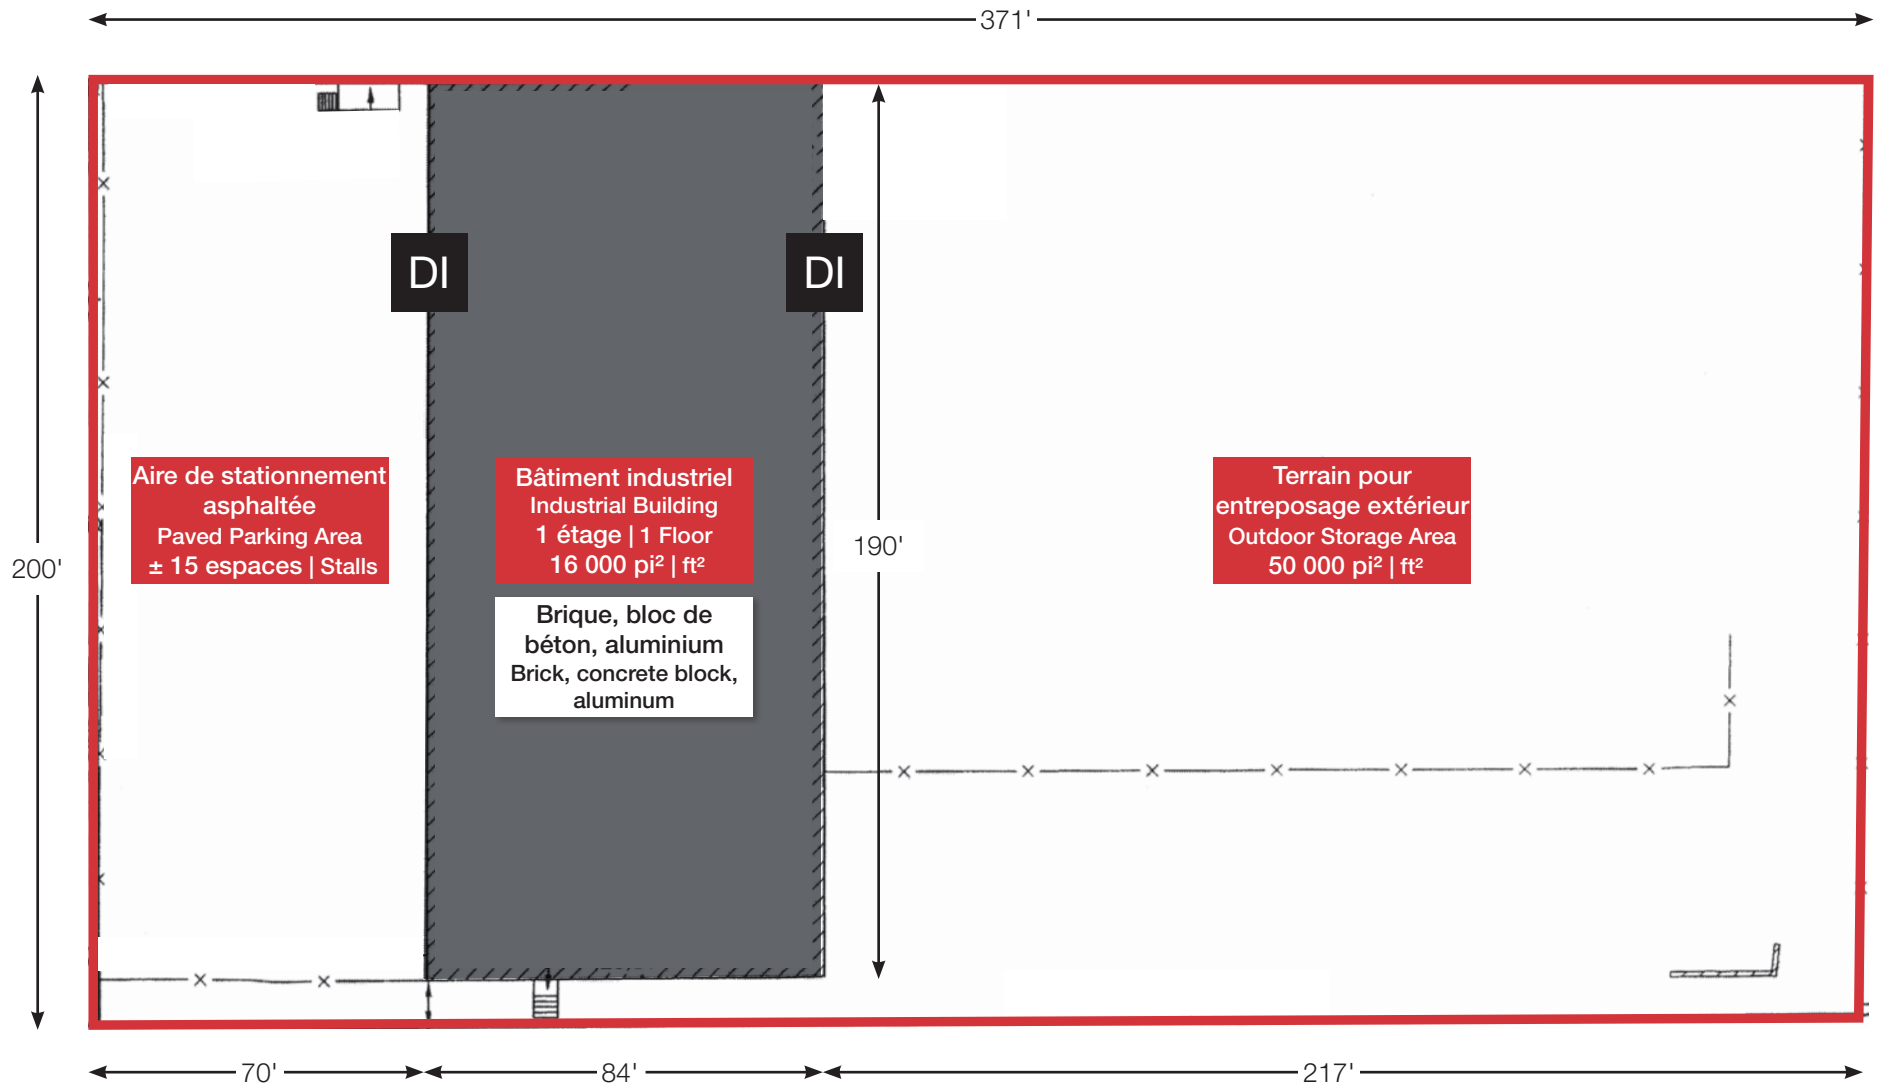 371'
DI
DI
Aire de stationnement
asphaltée
Paved Parking Area
± 15 espaces | Stalls
Bâtiment industriel
Industrial Building
1 étage | 1 Floor
16 000 pi² | ft²
Brique, bloc de
béton, aluminium
Brick, concrete block,
aluminum
190'
Terrain pour
entreposage extérieur
Outdoor Storage Area
50 000 pi² | ft²
200'
70'
84'
217'